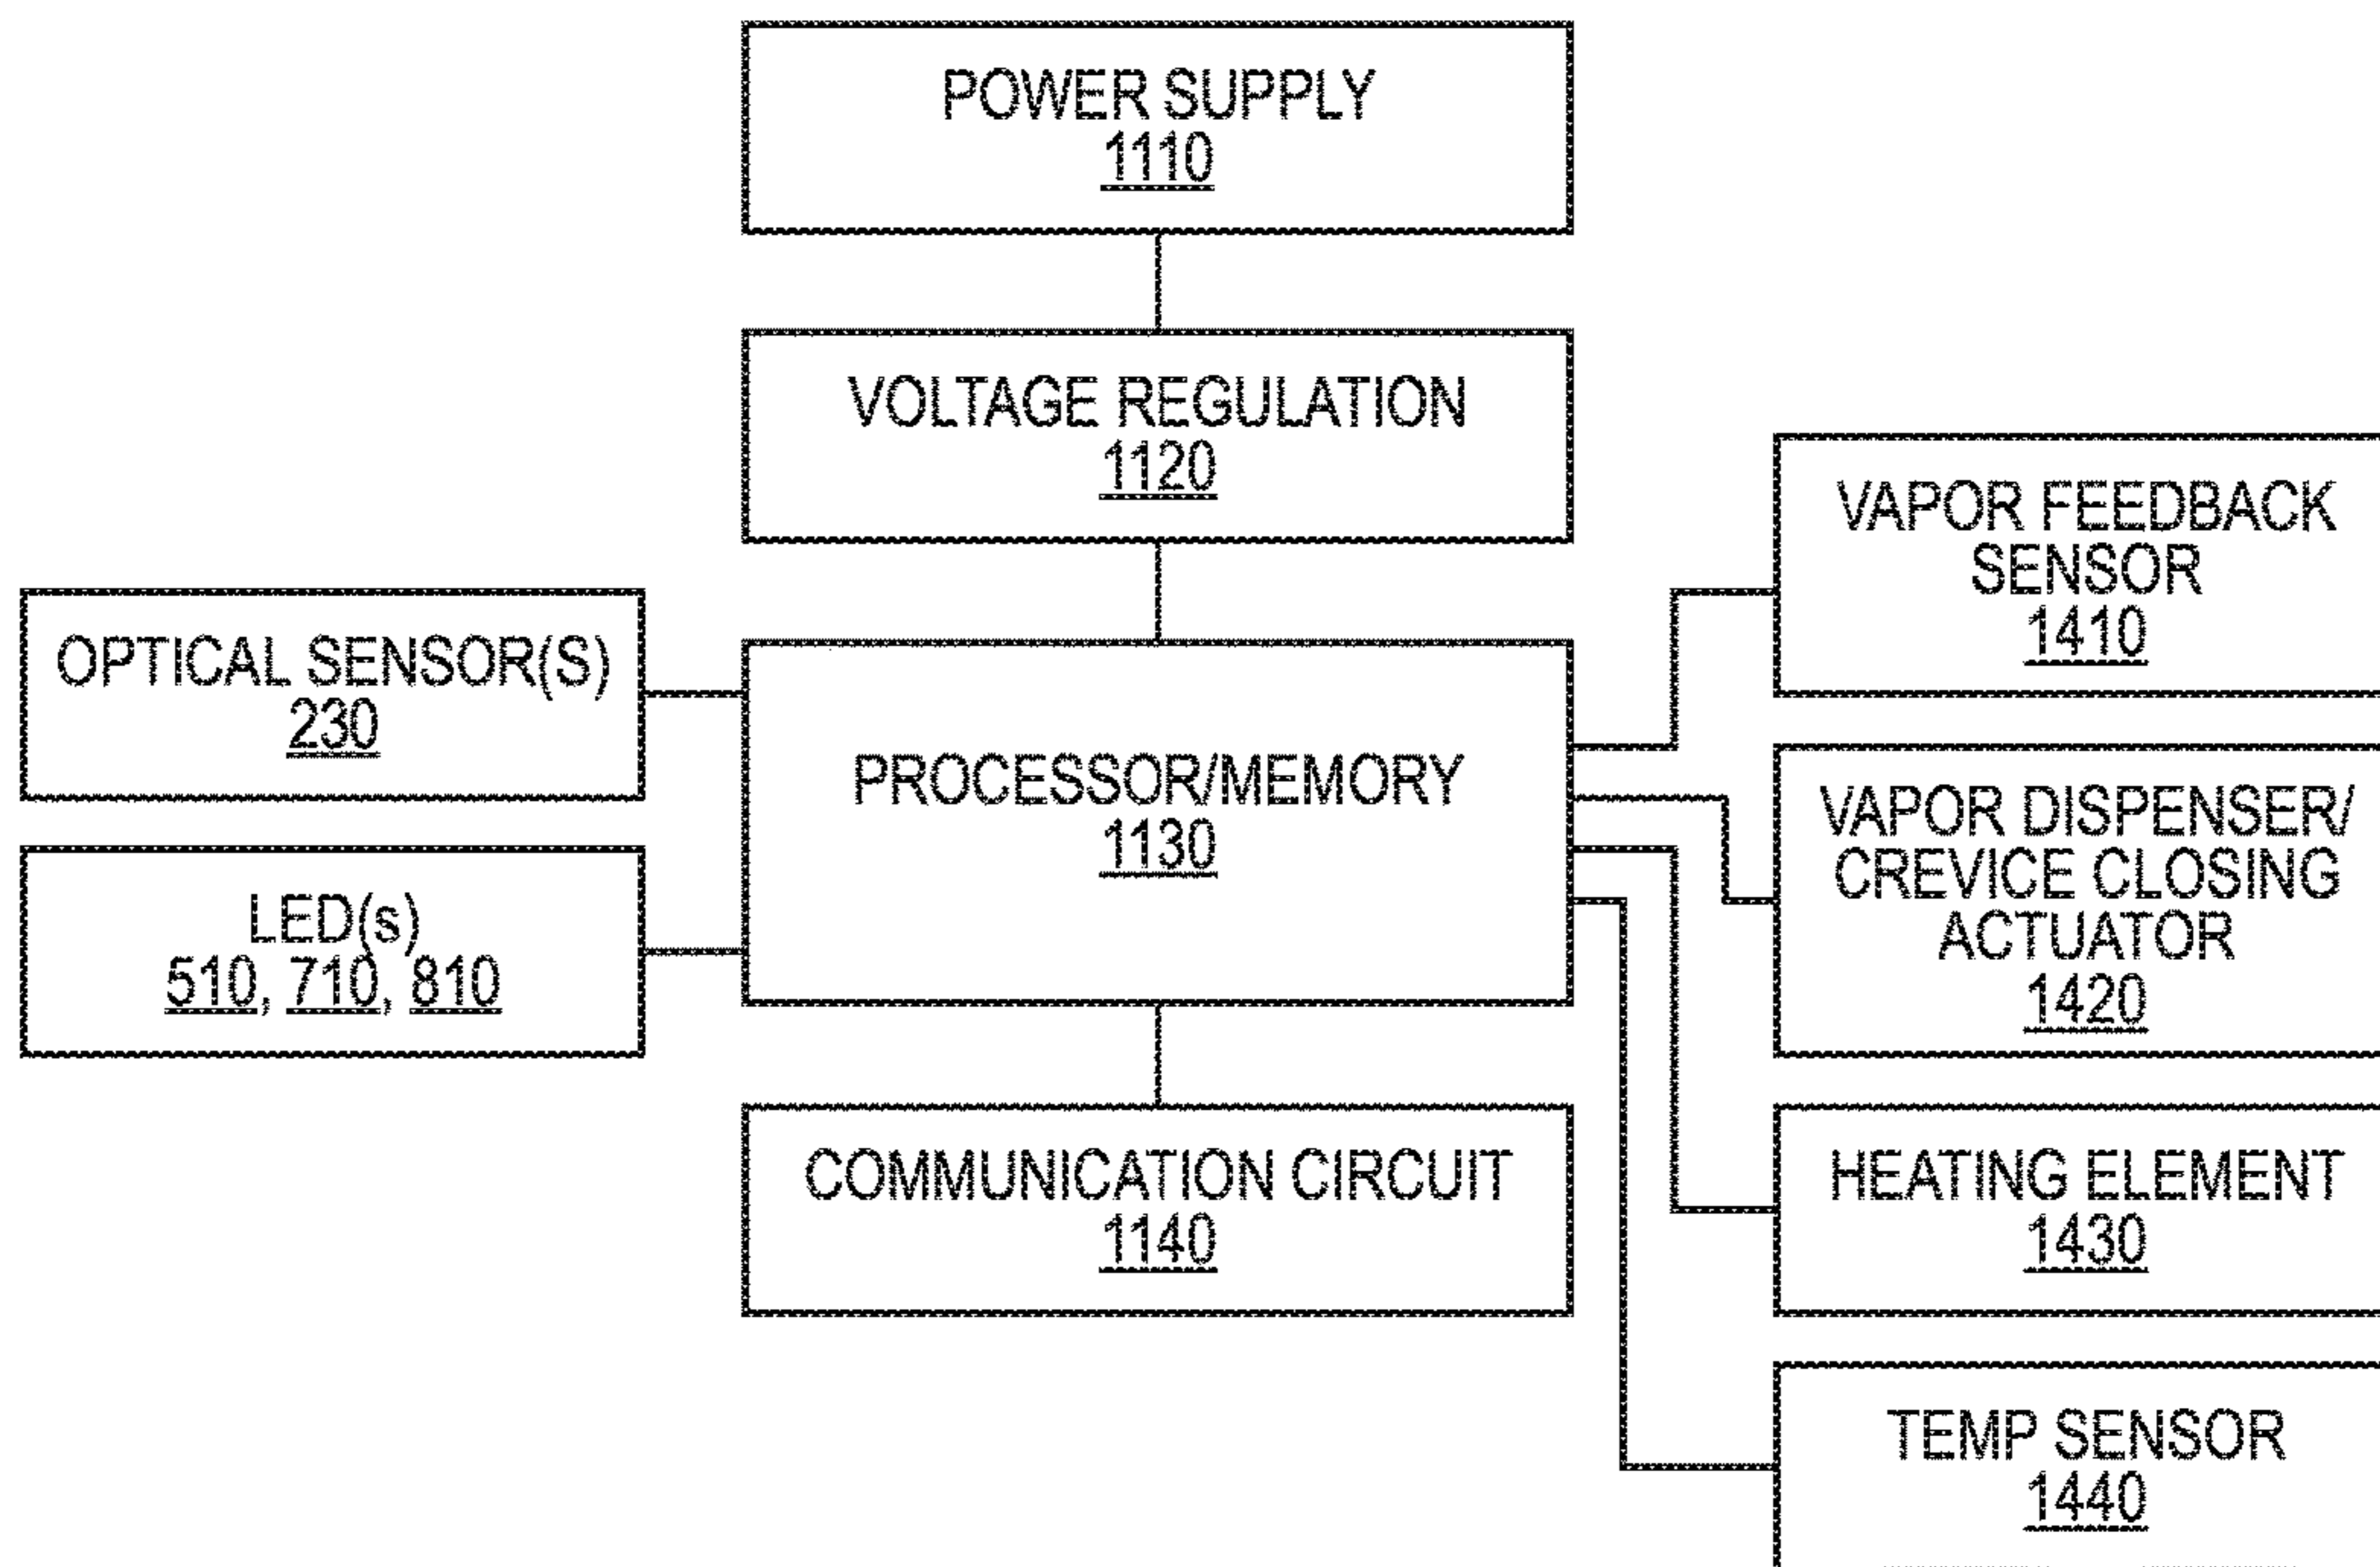 POWER SUPPLY
1110
VOLTAGE REGULATION
1120
OPTICAL SENSOR(S)
230
LED(s)
510, 710, 810
PROCESSOR/MEMORY
1130
COMMUNICATION CIRCUIT
1140
VAPOR FEEDBACK
SENSOR
1410
VAPOR DISPENSER/
CREVICE CLOSING
ACTUATOR
1420
HEATING ELEMENT
1430
TEMP SENSOR
1440